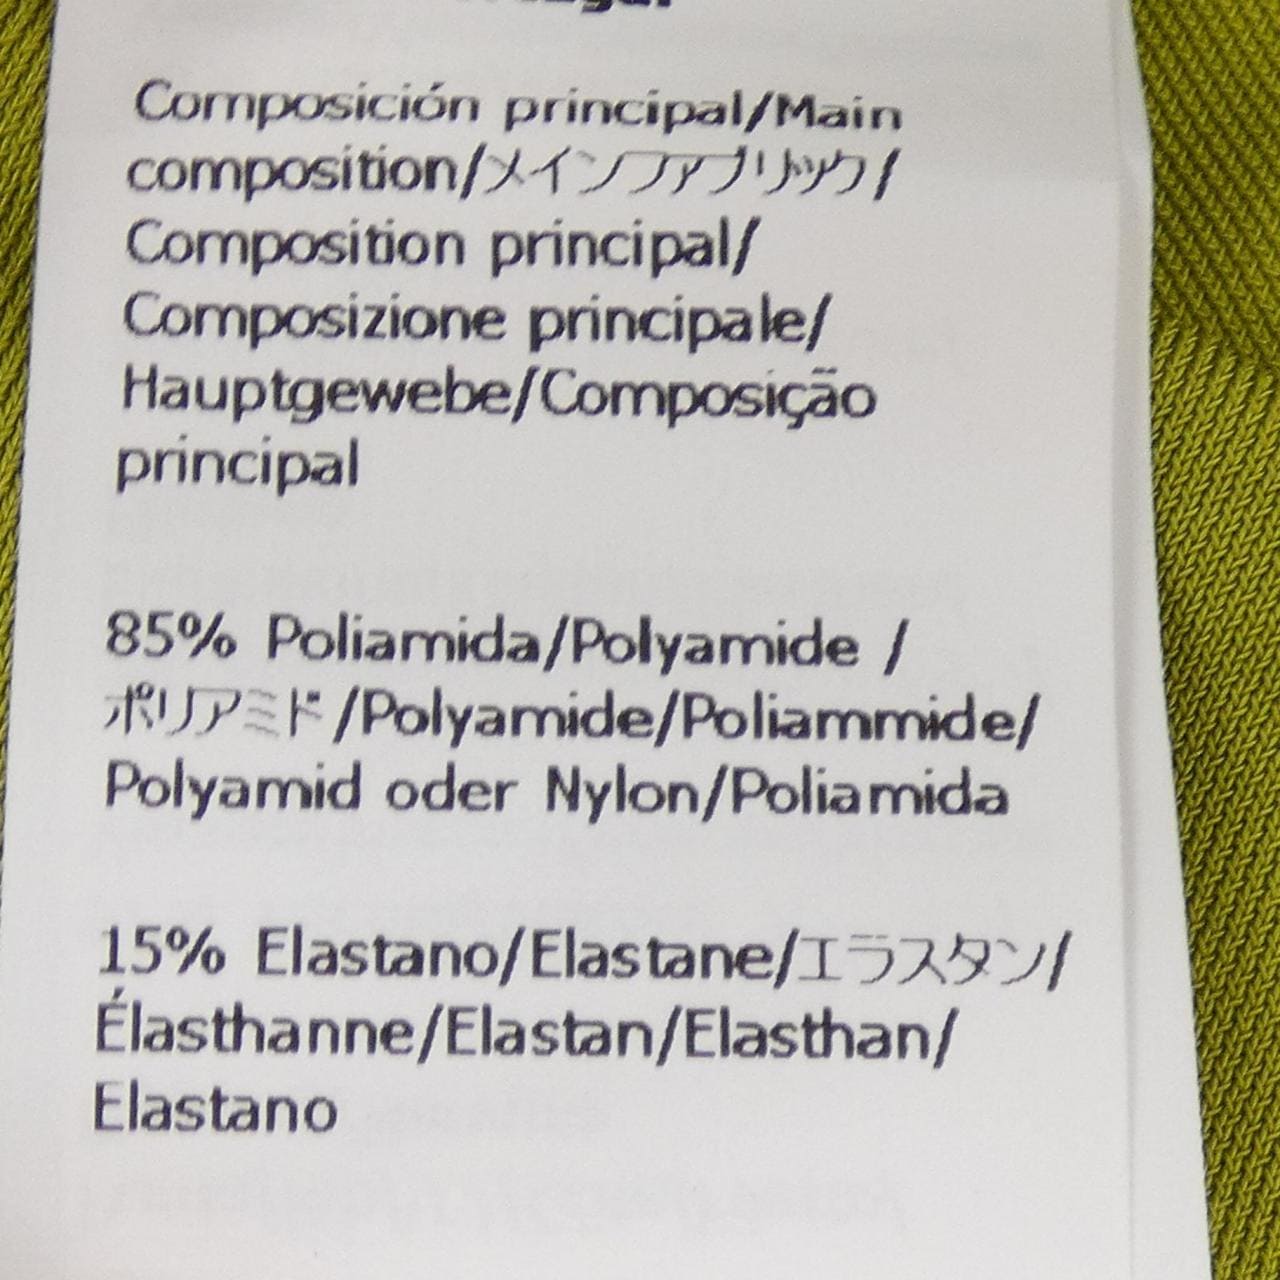 Composición principal/Main
composition/メインファブリック/
Composition principal/
Composizione principale/
Hauptgewebe/Composição
principal
85% Poliamida/Polyamide /
ポリアミド/Polyamide/Poliammide/
Polyamid oder Nylon/Poliamida
15% Elastano/Elastane/エラスタン/
Élasthanne/Elastan/Elasthan/
Elastano